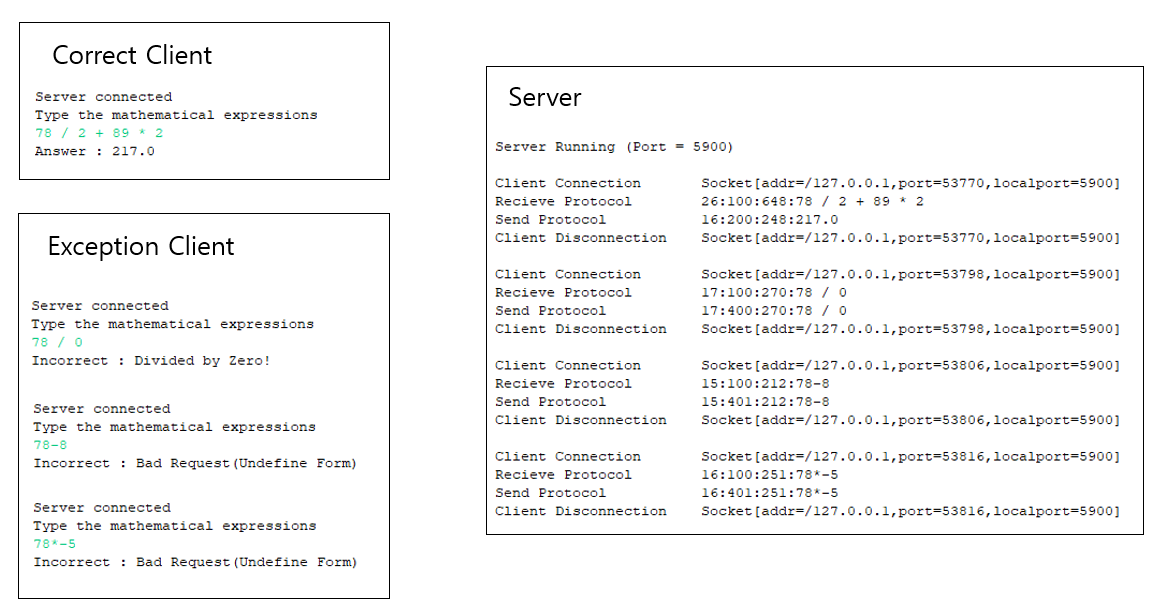 Correct Client
Server connected
Type the mathematical expressions
78 / 2 + 89 * 2
Answer : 217.0
Exception Client
Server connected
Type the mathematical expressions
78 / 0
Incorrect : Divided by Zero!
Server connected
Type the mathematical expressions
78-8
Incorrect : Bad Request(Undefine Form)
Server connected
Type the mathematical expressions
78*-5
Incorrect : Bad Request(Undefine Form)
Server
Server Running (Port = 5900)
Client Connection Socket[addr=/127.0.0.1,port=53770,localport=5900]
Recieve Protocol 26:100:648:78 / 2 + 89 * 2
Send Protocol 16:200:248:217.0
Client Disconnection Socket[addr=/127.0.0.1,port=53770,localport=5900]
Client Connection Socket[addr=/127.0.0.1,port=53798,localport=5900]
Recieve Protocol 17:100:270:78 / 0
Send Protocol 17:400:270:78 / 0
Client Disconnection Socket[addr=/127.0.0.1,port=53798,localport=5900]
Client Connection Socket[addr=/127.0.0.1,port=53806,localport=5900]
Recieve Protocol 15:100:212:78-8
Send Protocol 15:401:212:78-8
Client Disconnection Socket[addr=/127.0.0.1,port=53806,localport=5900]
Client Connection Socket[addr=/127.0.0.1,port=53816,localport=5900]
Recieve Protocol 16:100:251:78*-5
Send Protocol 16:401:251:78*-5
Client Disconnection Socket[addr=/127.0.0.1,port=53816,localport=5900]